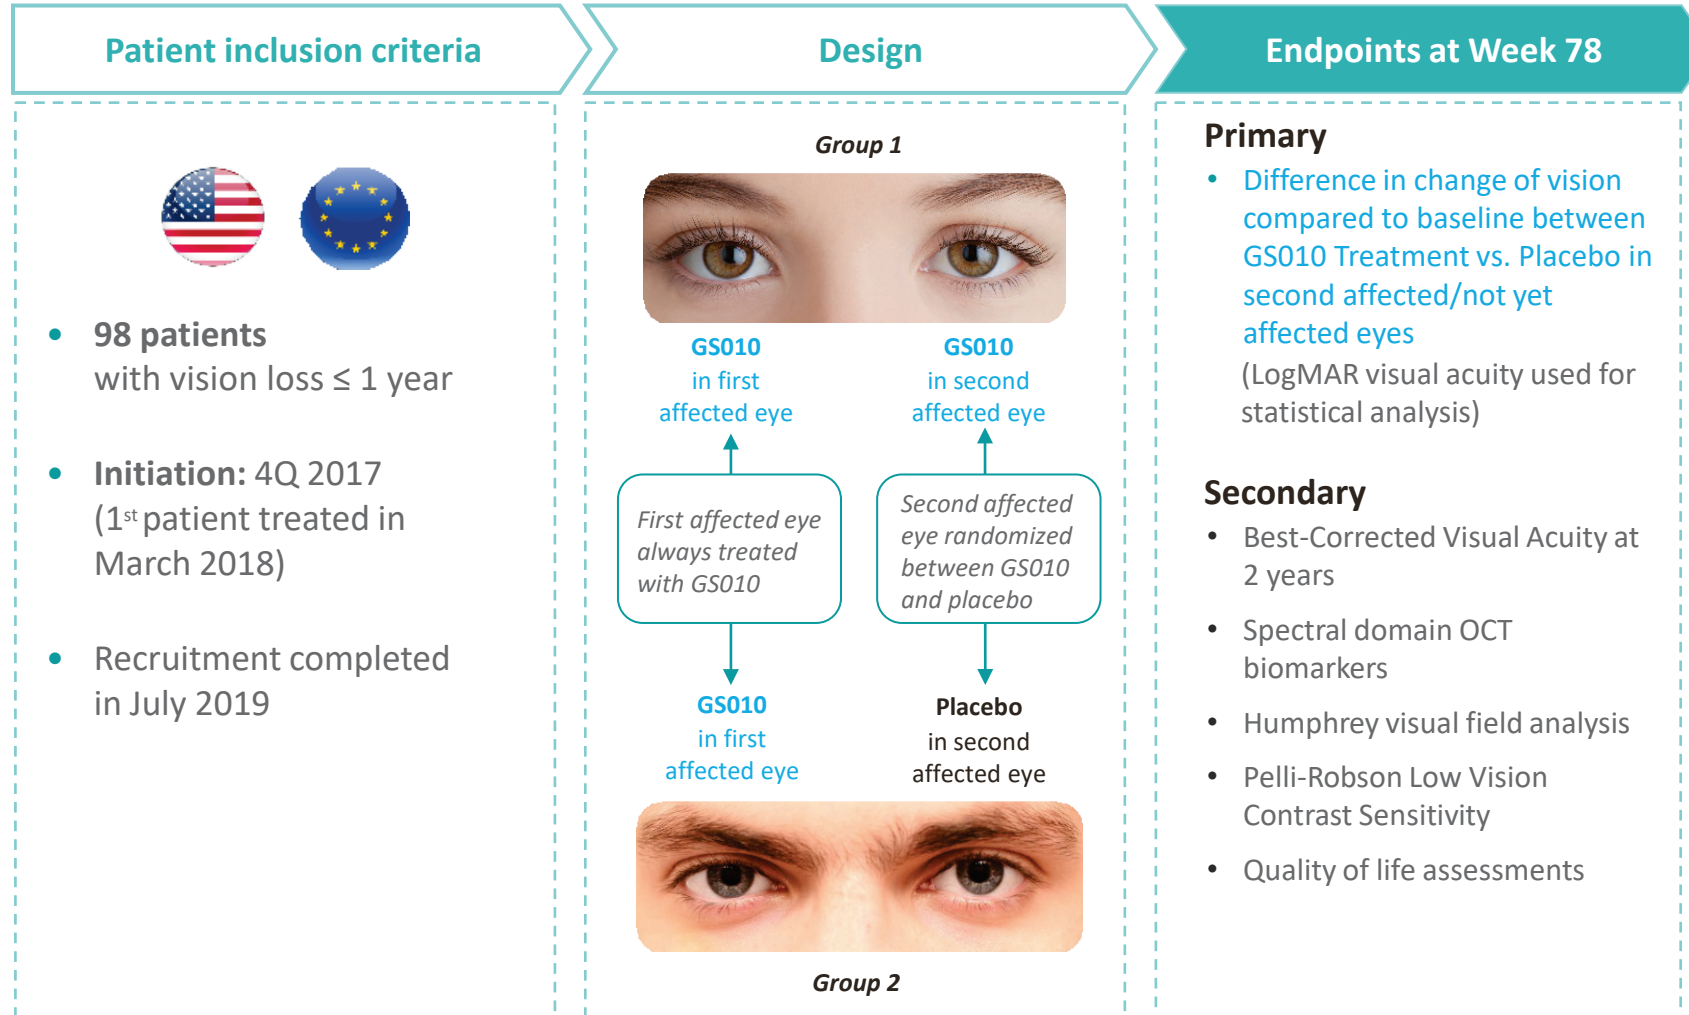 Patient inclusion criteria
• 98 patients
with vision loss ≤ 1 year
• Initiation: 4Q 2017
(1st patient treated in
March 2018)
• Recruitment completed
in July 2019
Design
Group 1
GS010
in first
affected eye
GS010
in second
affected eye
First affected eye
always treated
with GS010
Second affected
eye randomized
between GS010
and placebo
GS010
in first
affected eye
Placebo
in second
affected eye
Group 2
Endpoints at Week 78
Primary
• Difference in change of vision
compared to baseline between
GS010 Treatment vs. Placebo in
second affected/not yet
affected eyes
(LogMAR visual acuity used for
statistical analysis)
Secondary
• Best-Corrected Visual Acuity at
2 years
• Spectral domain OCT
biomarkers
• Humphrey visual field analysis
• Pelli-Robson Low Vision
Contrast Sensitivity
• Quality of life assessments